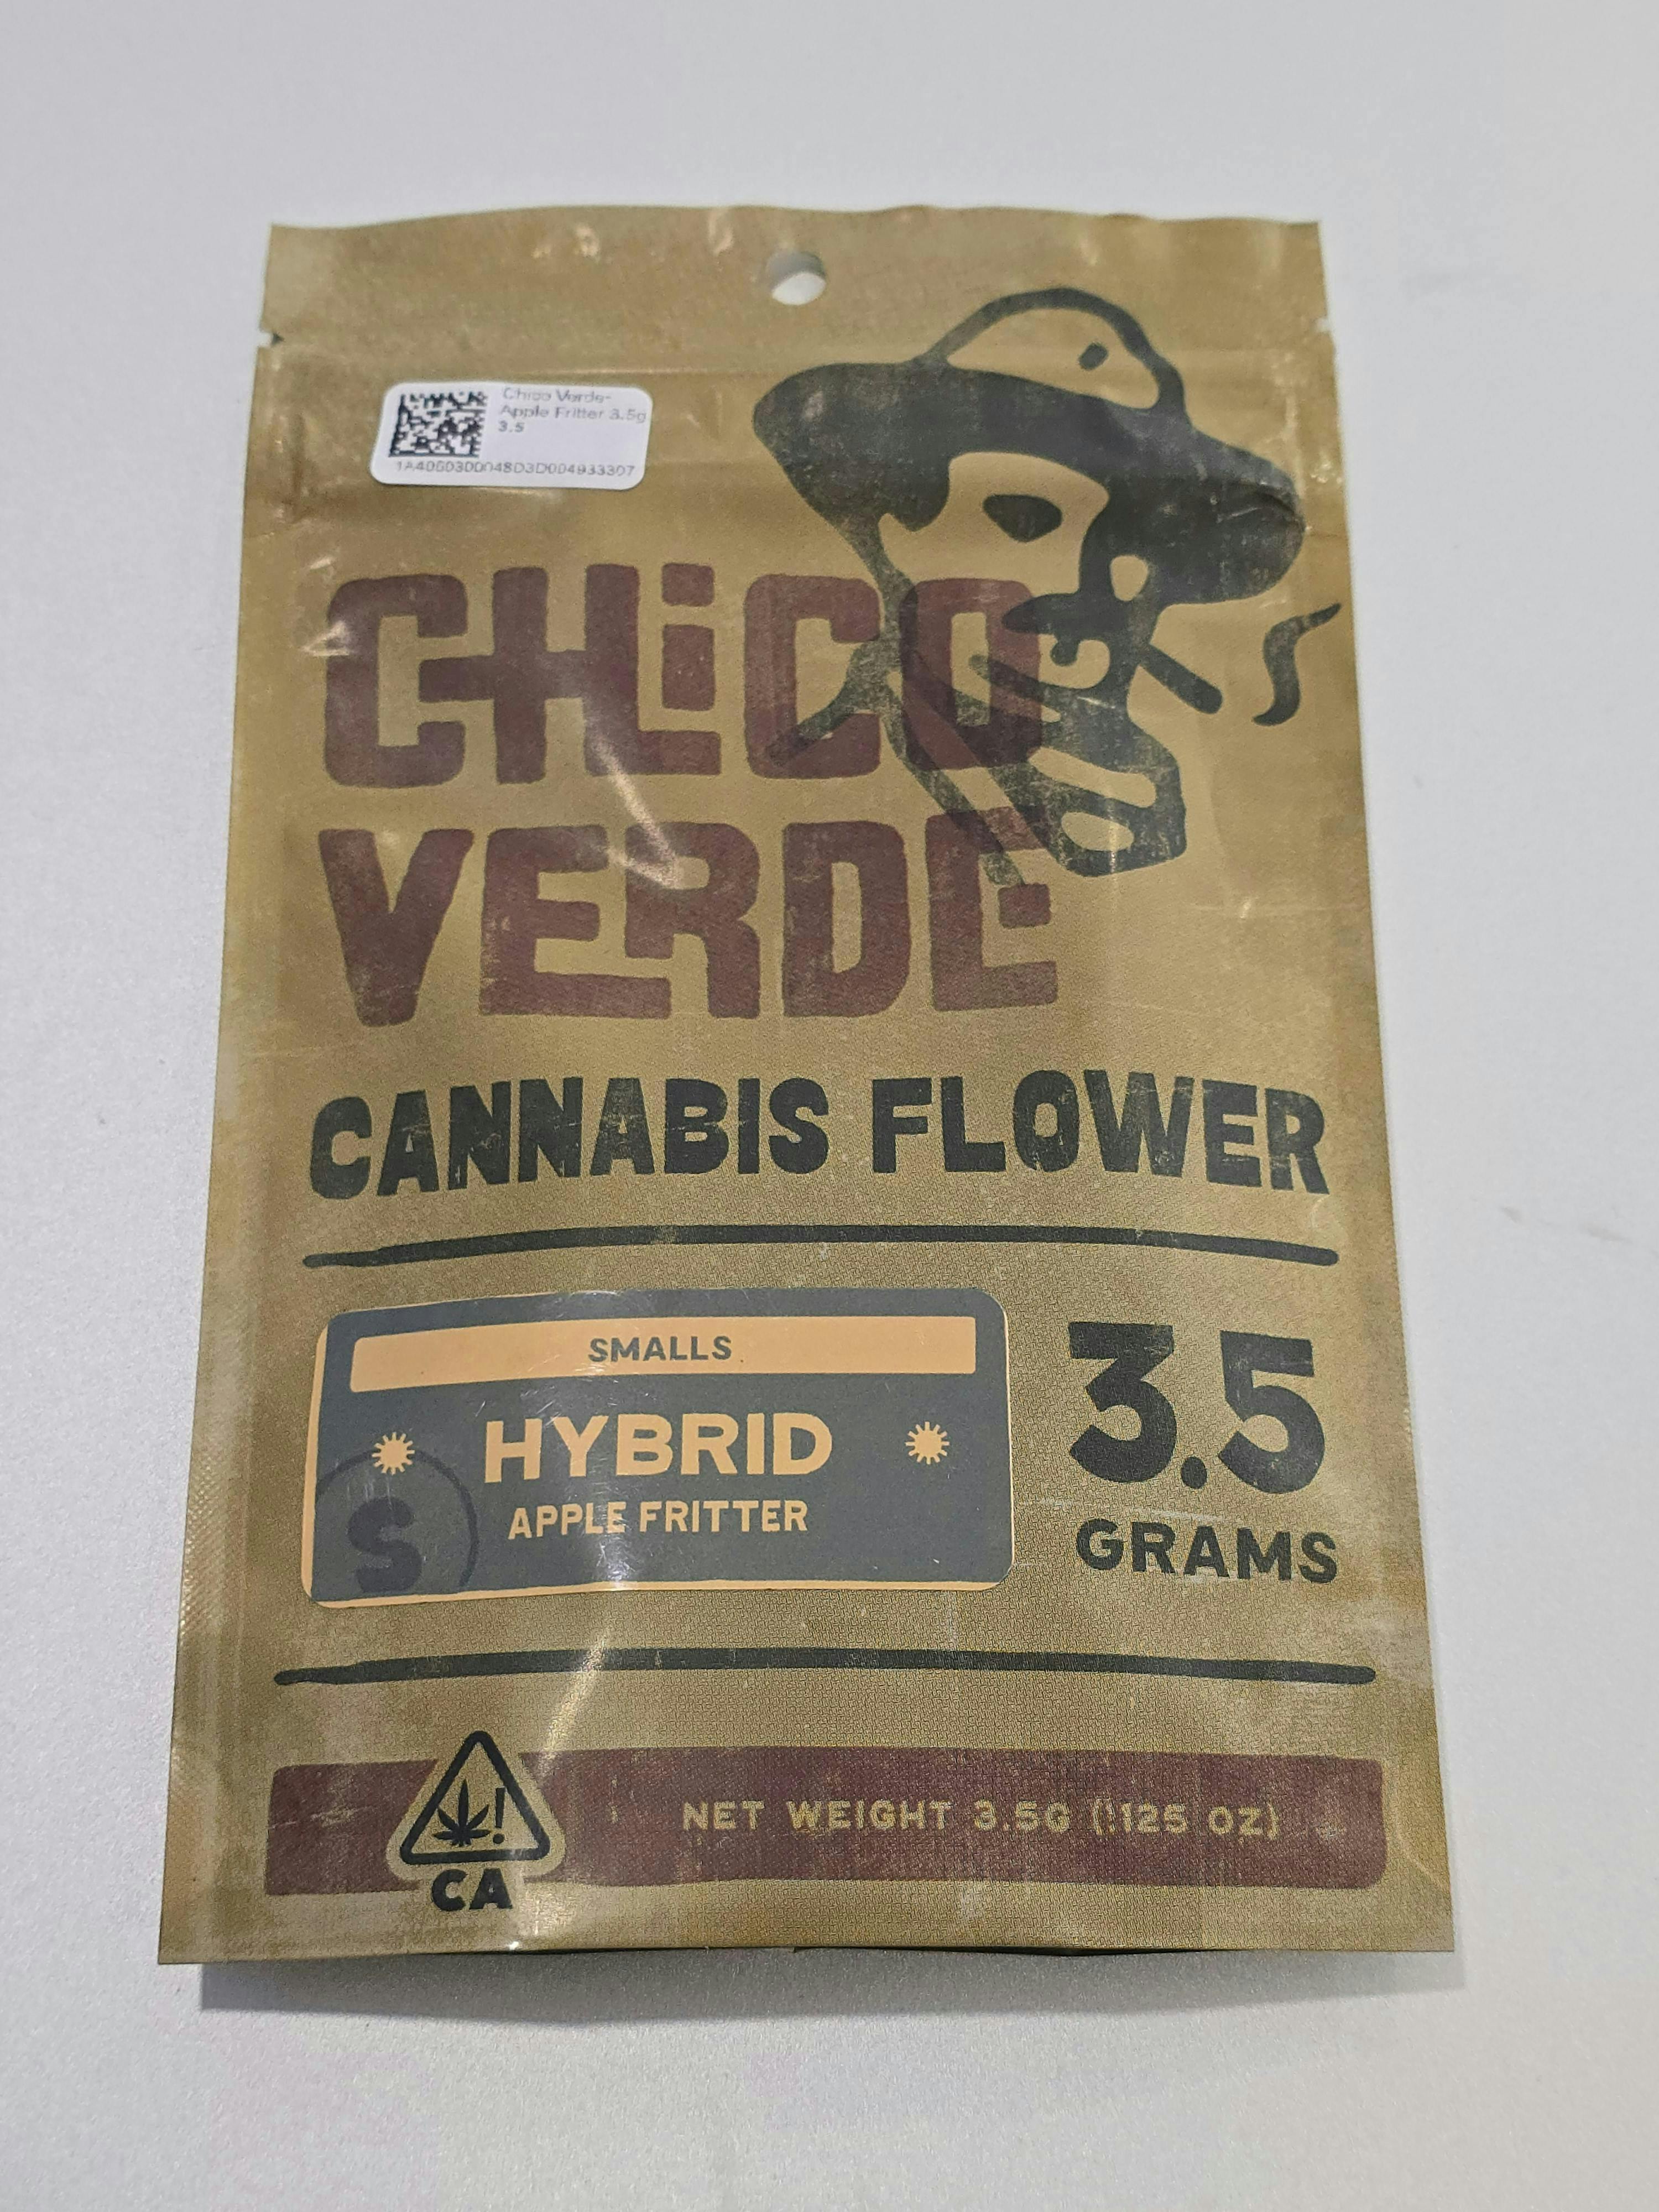 Chico Verde-
Apple Fritter 3.5g
3.5
CHiCO
VERDE
CANNABIS FLOWER
SMALLS
HYBRID
APPLE FRITTER
S
3.5
GRAMS
NET WEIGHT 3.5G (.125 OZ)
CA